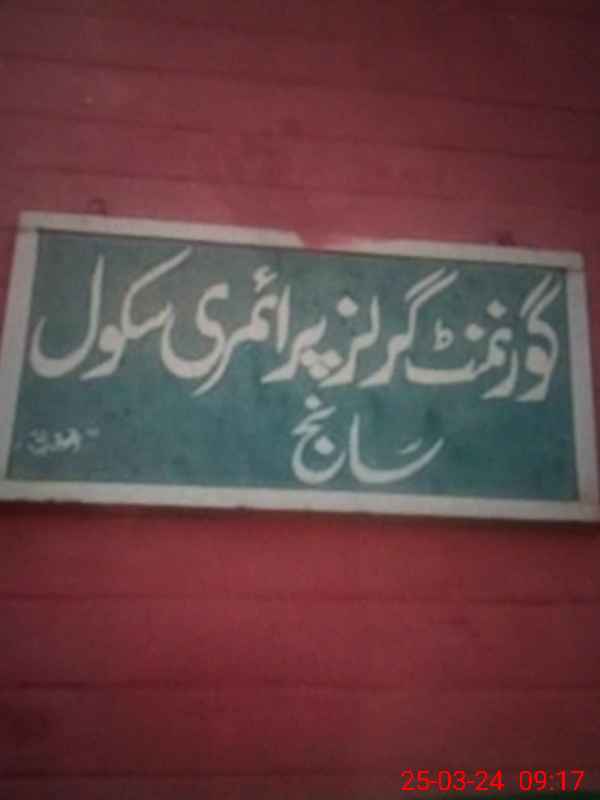 گورنمنٹ گرلز پرائمری سکول
سانج
25-03-24 09:17